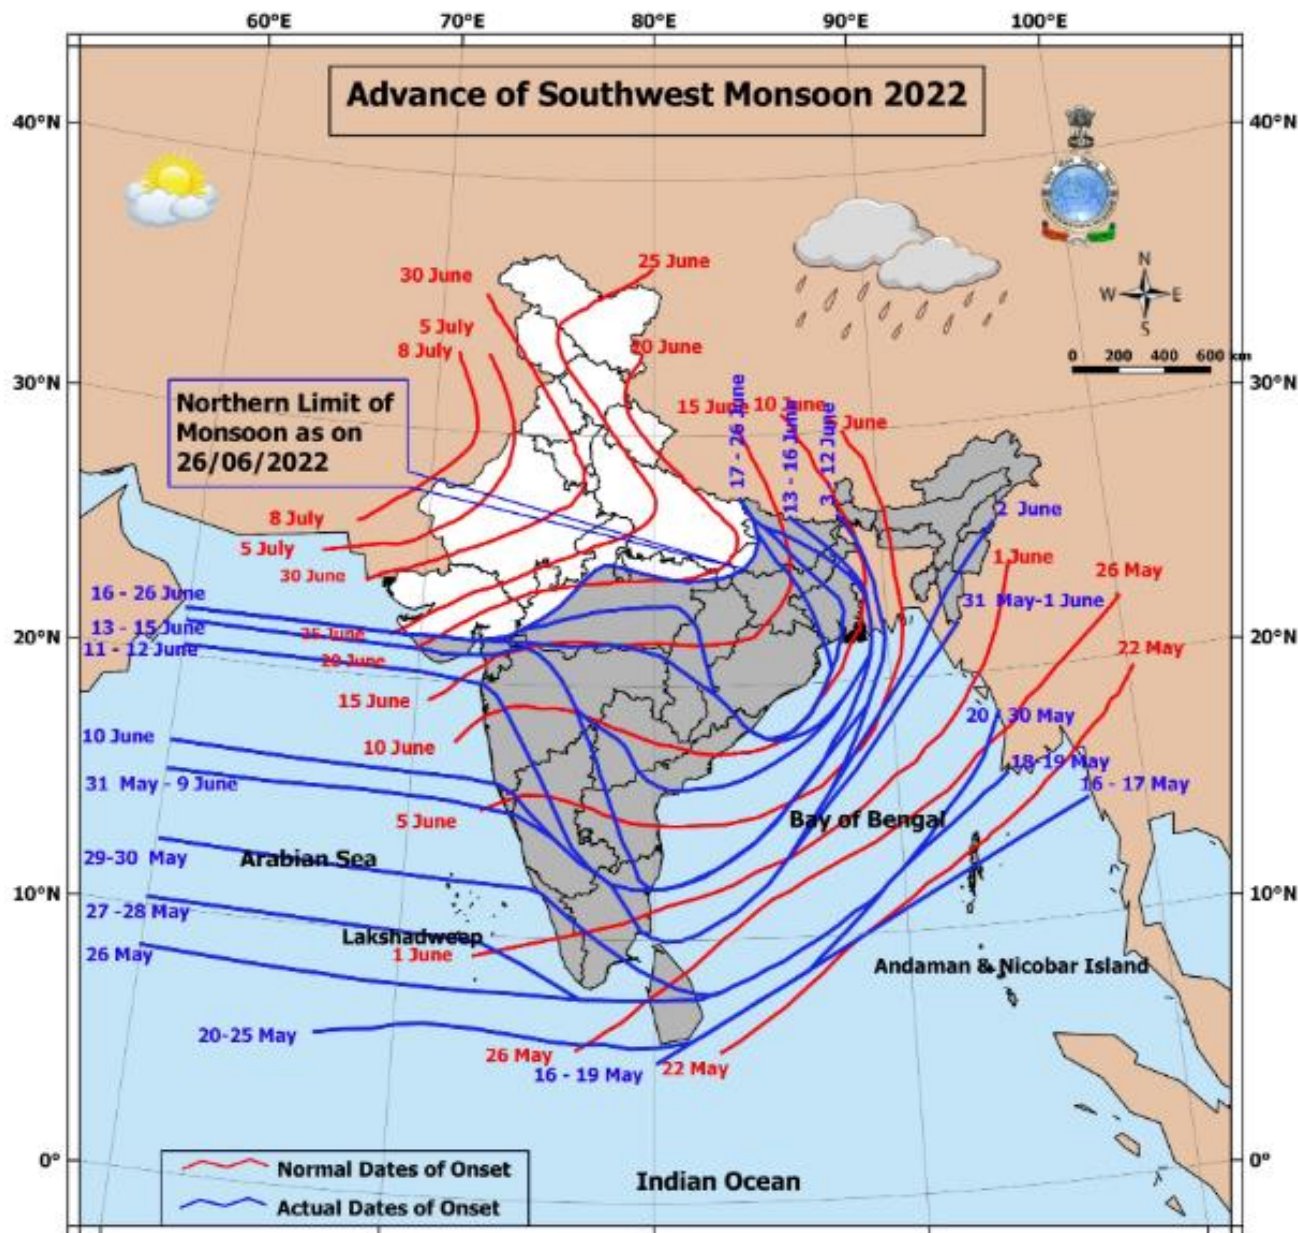 60°E 70°E 80°E 90°E 100°E
Advance of Southwest Monsoon 2022
40°N 40°N
N
W E
S
25 June
30 June
5 July
8 July
20 June
0 200 400 600 km
30°N 30°N
Northern Limit of
Monsoon as on
26/06/2022
15 June
10 June
5 June
17 - 26 June
13 - 16 June
3 - 12 June
8 July
5 July
30 June
2 June
1 June
26 May
31 May-1 June
22 May
16 - 26 June
13 - 15 June
11 - 12 June
20°N 20°N
25 June
20 June
15 June
10 June
10 June
20 - 30 May
18-19 May
16 - 17 May
31 May - 9 June
5 June
Bay of Bengal
29-30 May
Arabian Sea
10°N 10°N
27 -28 May
Lakshadweep
26 May
1 June
Andaman & Nicobar Island
20-25 May
26 May
16 - 19 May
22 May
0° 0°
Normal Dates of Onset
Actual Dates of Onset
Indian Ocean